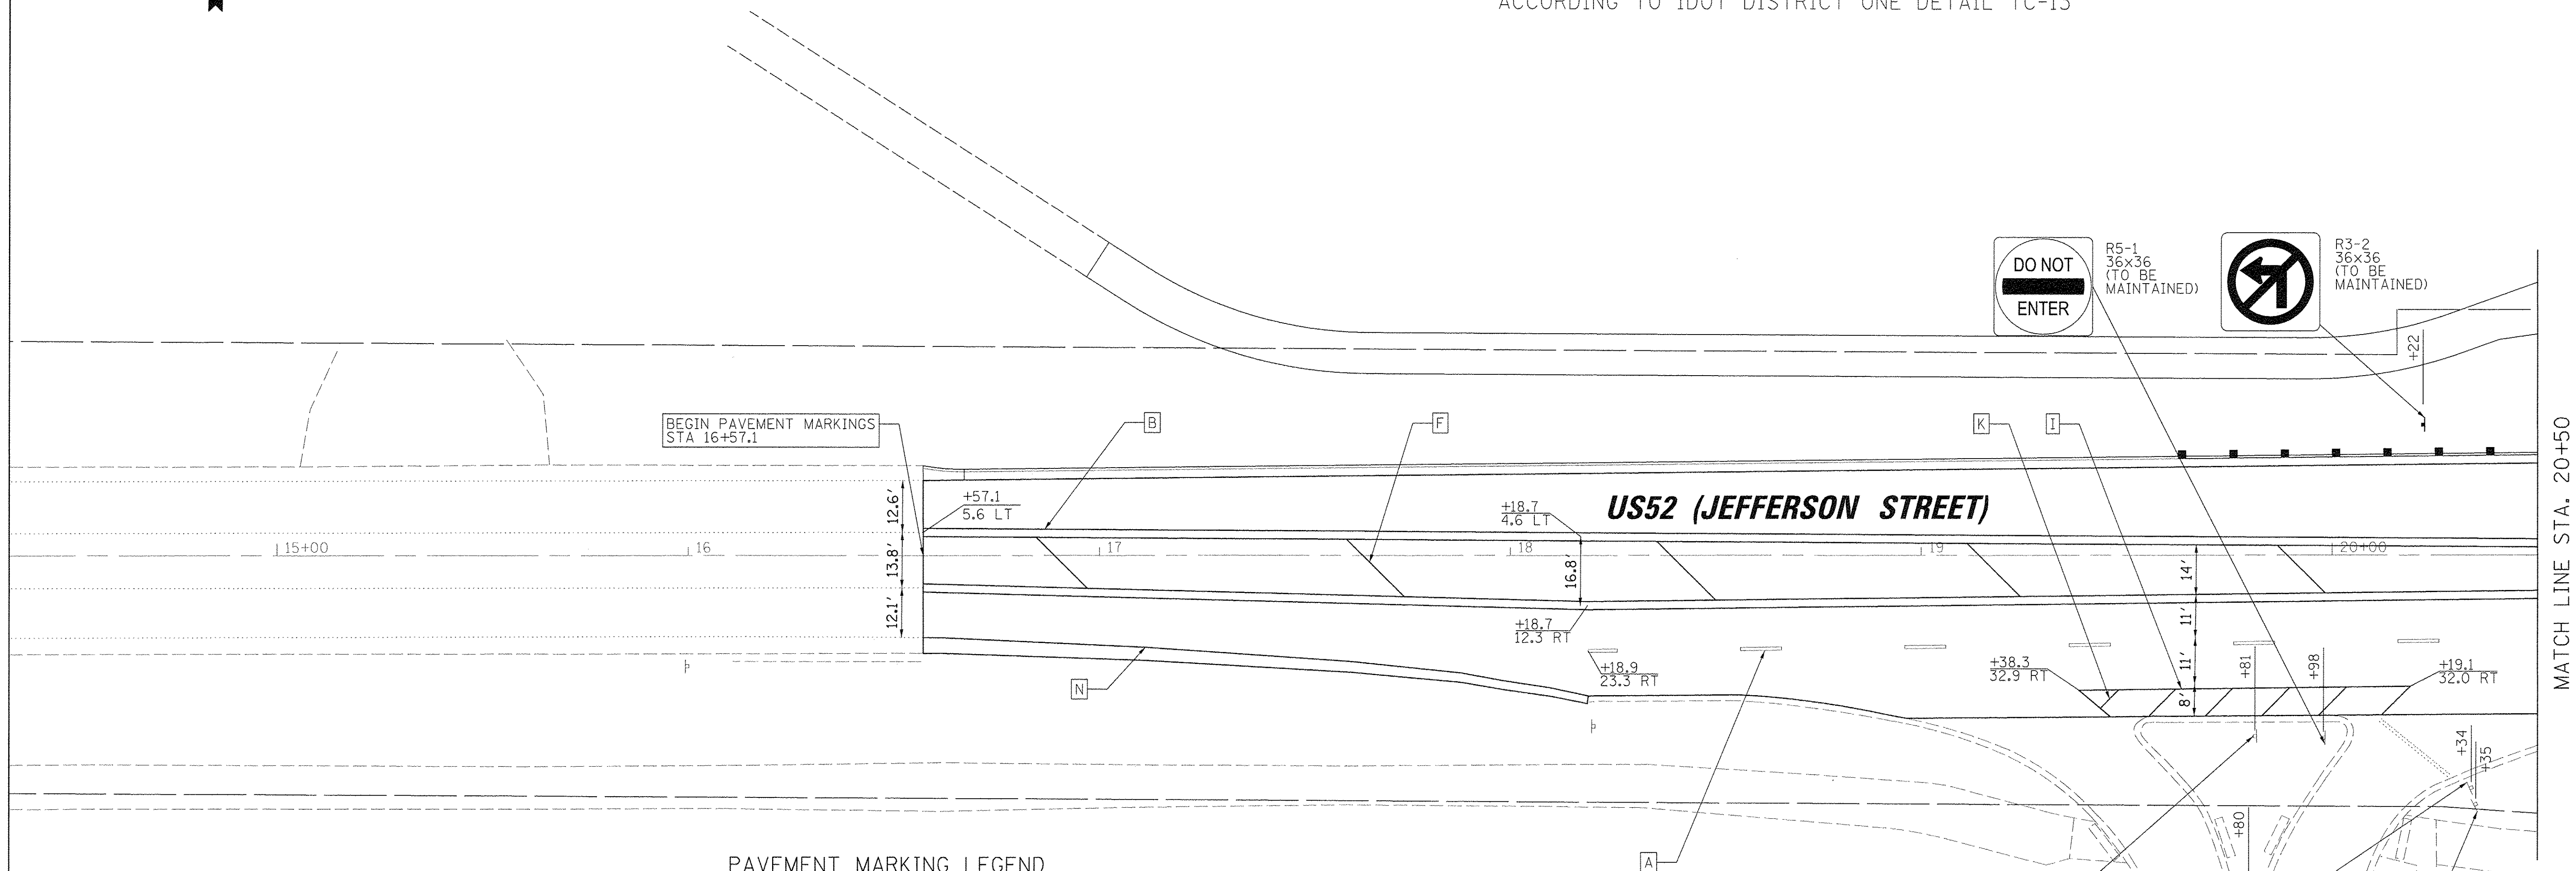 ACCORDING TO IDOT DISTRICT ONE DETAIL TC-13
DO NOT
ENTER
R5-1
36x36
(TO BE
MAINTAINED)
R3-2
36x36
(TO BE
MAINTAINED)
+22
BEGIN PAVEMENT MARKINGS
STA 16+57.1
B
F
K
I
MATCH LINE STA. 20+50
12.6'
+57.1
5.6 LT
+18.7
4.6 LT
US52 (JEFFERSON STREET)
15+00
16
17
18
19
20+00
13.8'
16.8'
14'
12.1'
+18.7
12.3 RT
11'
N
+18.9
23.3 RT
+38.3
32.9 RT
11'
+81
+98
+19.1
32.0 RT
8'
+34
+35
+80
A
PAVEMENT MARKING LEGEND